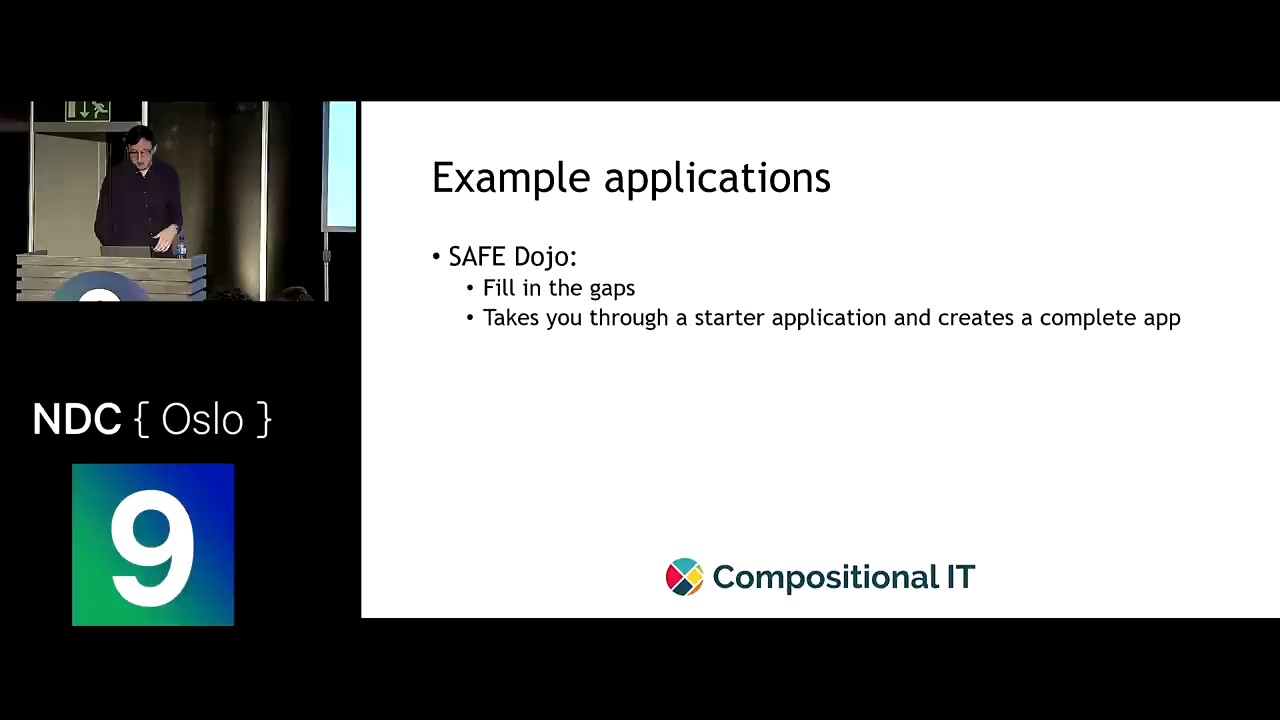 Example applications
• SAFE Dojo:
• Fill in the gaps
• Takes you through a starter application and creates a complete app
NDC { Oslo }
9
Compositional IT